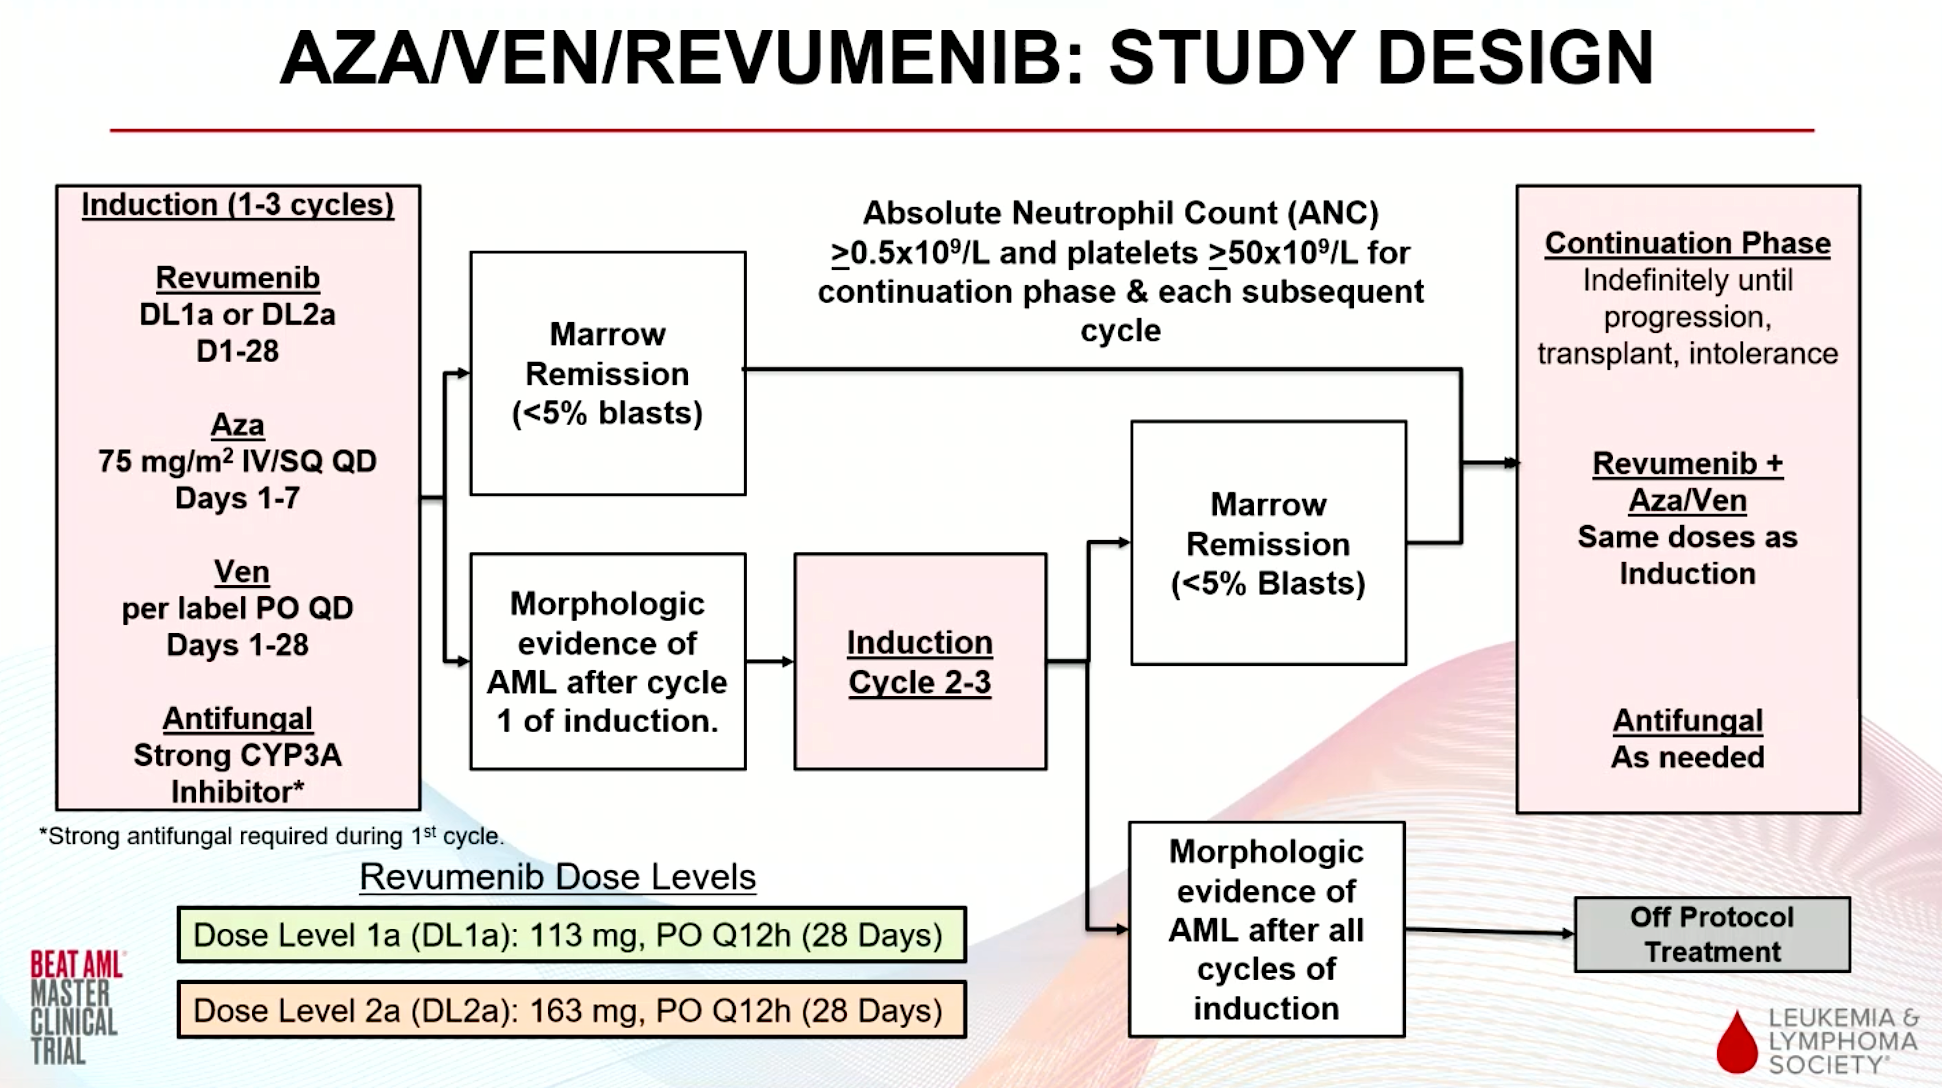 AZA/VEN/REVUMENIB: STUDY DESIGN
Induction (1-3 cycles)
Revumenib
DL1a or DL2a
D1-28
Aza
75 mg/m² IV/SQ QD
Days 1-7
Ven
per label PO QD
Days 1-28
Antifungal
Strong CYP3A
Inhibitor*
*Strong antifungal required during 1ˢᵗ cycle.
Marrow
Remission
(<5% blasts)
Morphologic
evidence of
AML after cycle
1 of induction.
Absolute Neutrophil Count (ANC)
≥0.5x10⁹/L and platelets ≥50x10⁹/L for
continuation phase & each subsequent
cycle
Induction
Cycle 2-3
Marrow
Remission
(<5% Blasts)
Morphologic
evidence of
AML after all
cycles of
induction
Continuation Phase
Indefinitely until
progression,
transplant, intolerance
Revumenib +
Aza/Ven
Same doses as
Induction
Antifungal
As needed
Off Protocol
Treatment
Revumenib Dose Levels
Dose Level 1a (DL1a): 113 mg, PO Q12h (28 Days)
Dose Level 2a (DL2a): 163 mg, PO Q12h (28 Days)
BEAT AML
MASTER
CLINICAL
TRIAL
LEUKEMIA &
LYMPHOMA
SOCIETY